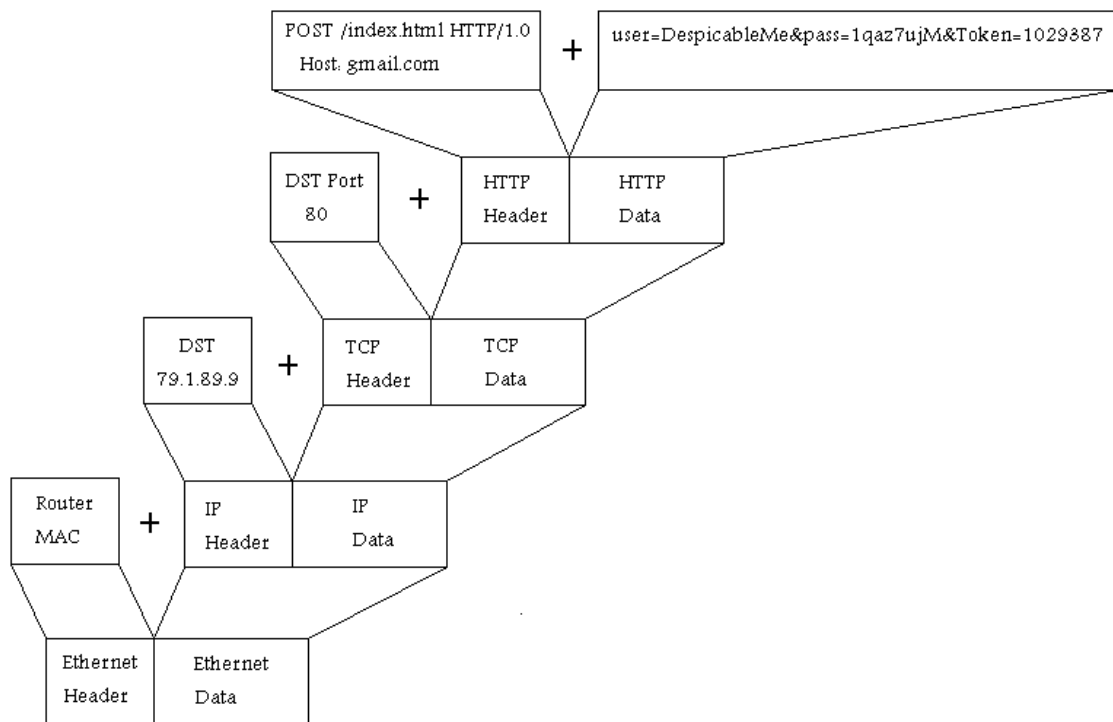 POST /index.html HTTP/1.0
Host: gmail.com
+
user=DespicableMe&pass=1qaz7ujM&Token=1029387
DST Port
80
+
HTTP
Header
HTTP
Data
DST
79.1.89.9
+
TCP
Header
TCP
Data
Router
MAC
+
IP
Header
IP
Data
Ethernet
Header
Ethernet
Data